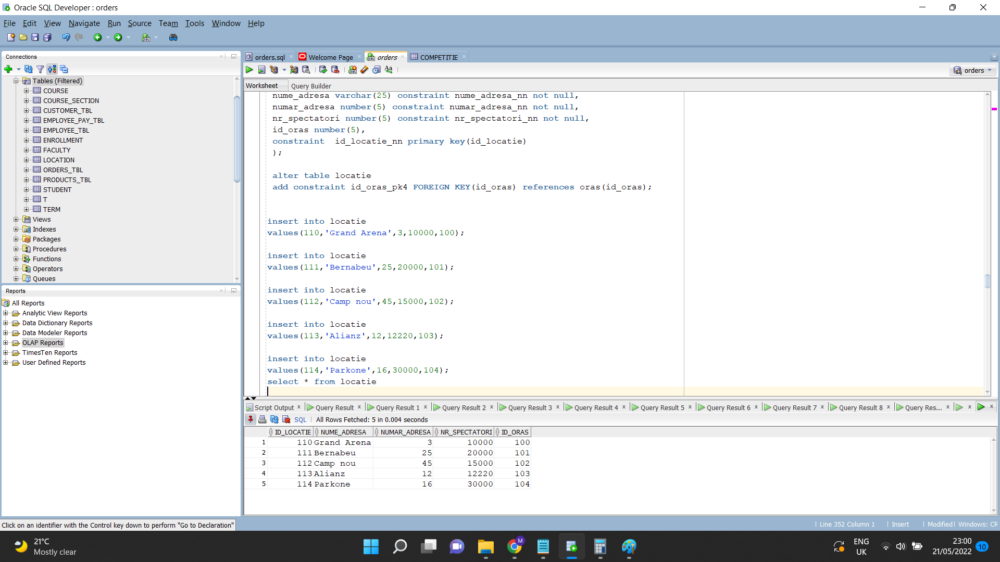 Oracle SQL Developer : orders
File Edit View Navigate Run Source Team Tools Window Help
Connections
Tables (Filtered)
COURSE
COURSE_SECTION
CUSTOMER_TBL
EMPLOYEE_PAY_TBL
EMPLOYEE_TBL
ENROLLMENT
FACULTY
LOCATION
ORDERS_TBL
PRODUCTS_TBL
STUDENT
T
TERM
Views
Indexes
Packages
Procedures
Functions
Operators
Queues
Reports
All Reports
Analytic View Reports
Data Dictionary Reports
Data Modeler Reports
OLAP Reports
TimesTen Reports
User Defined Reports
Click on an identifier with the Control key down to perform "Go to Declaration"
orders.sql Welcome Page orders COMPETITIE
orders
Worksheet Query Builder
nume_adresa varchar(25) constraint nume_adresa_nn not null,
numar_adresa number(5) constraint numar_adresa_nn not null,
nr_spectatori number(5) constraint nr_spectatori_nn not null,
id_oras number(5),
constraint  id_locatie_nn primary key(id_locatie)
);
alter table locatie
add constraint id_oras_pk4 FOREIGN KEY(id_oras) references oras(id_oras);
insert into locatie
values(110,'Grand Arena',3,10000,100);
insert into locatie
values(111,'Bernabeu',25,20000,101);
insert into locatie
values(112,'Camp nou',45,15000,102);
insert into locatie
values(113,'Alianz',12,12220,103);
insert into locatie
values(114,'Parkone',16,30000,104);
select * from locatie
Script Output Query Result Query Result 1 Query Result 2 Query Result 3 Query Result 4 Query Result 5 Query Result 6 Query Result 7 Query Result 8 Query Res...
SQL All Rows Fetched: 5 in 0.004 seconds
ID_LOCATIE NUME_ADRESA NUMAR_ADRESA NR_SPECTATORI ID_ORAS
1 110 Grand Arena 3 10000 100
2 111 Bernabeu 25 20000 101
3 112 Camp nou 45 15000 102
4 113 Alianz 12 12220 103
5 114 Parkone 16 30000 104
Line 352 Column 1 Insert Modified Windows: CR
21°C
Mostly clear
M
ENG
UK
23:00
21/05/2022
10